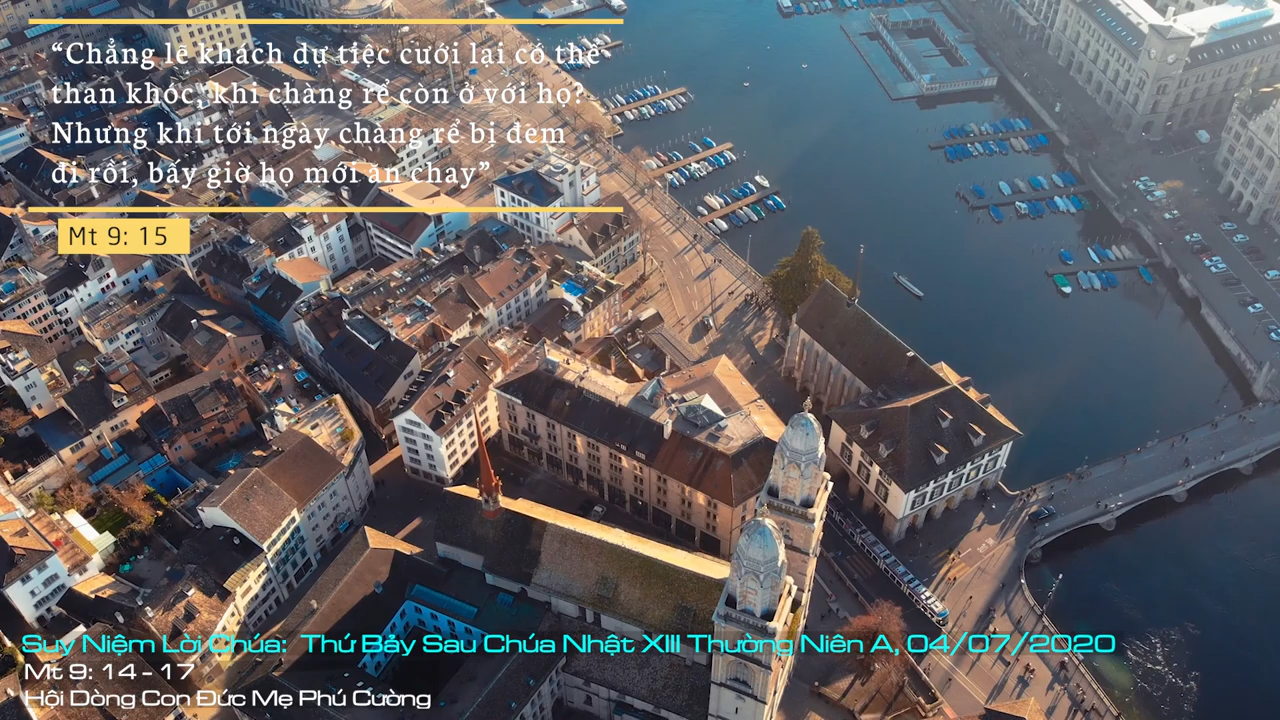 “Chẳng lẽ khách dự tiệc cưới lại có thể
than khóc, khi chàng rể còn ở với họ?
Nhưng khi tới ngày chàng rể bị đem
đi rồi, bấy giờ họ mới ăn chay”
Mt 9: 15
Suy Niệm Lời Chúa: Thứ Bảy Sau Chúa Nhật XIII Thường Niên A, 04/07/2020
Mt 9: 14 - 17
Hội Dòng Con Đức Mẹ Phú Cường